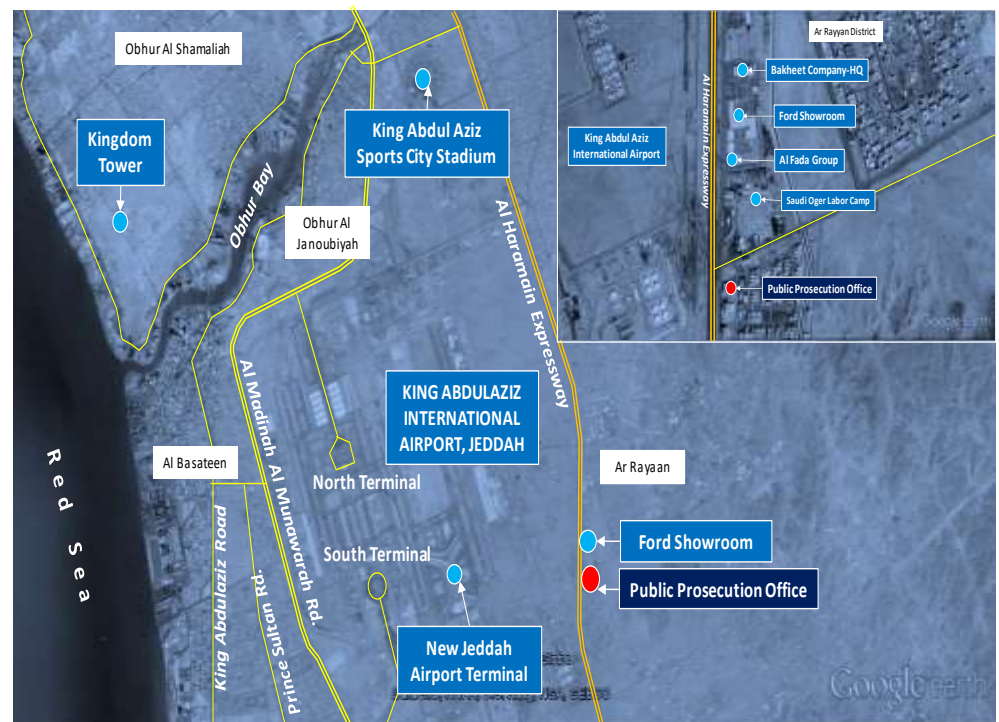 Obhur Al Shamaliah
Kingdom
Tower
Obhur Bay
King Abdul Aziz
Sports City Stadium
Obhur Al
Janoubiyah
Al Haramain Expressway
KING ABDULAZIZ
INTERNATIONAL
AIRPORT, JEDDAH
Al Madinah Al Munawarah Rd.
Al Basateen
North Terminal
South Terminal
Red Sea
King Abdulaziz Road
Prince Sultan Rd.
New Jeddah
Airport Terminal
Ar Rayaan
Ford Showroom
Public Prosecution Office
Google earth
Ar Rayyan District
Bakheet Company-HQ
Ford Showroom
Al Fada Group
Saudi Oger Labor Camp
King Abdul Aziz
International Airport
Al Haramain Expressway
Public Prosecution Office
Google earth